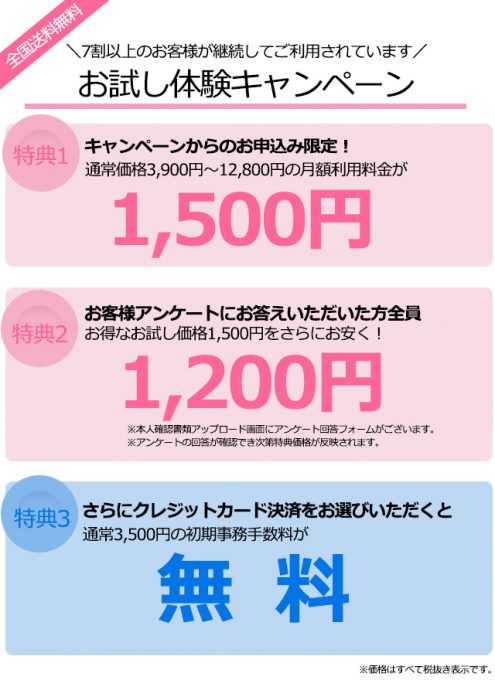 全国送料無料
＼7割以上のお客様が継続してご利用されています／
お試し体験キャンペーン
特典1
キャンペーンからのお申込み限定！
通常価格3,900円～12,800円の月額利用料金が
1,500円
特典2
お客様アンケートにお答えいただいた方全員
お得なお試し価格1,500円をさらにお安く！
1,200円
※本人確認書類アップロード画面にアンケート回答フォームがございます。
※アンケートの回答が確認でき次第特典価格が反映されます。
特典3
さらにクレジットカード決済をお選びいただくと
通常3,500円の初期事務手数料が
無料
※価格はすべて税抜き表示です。